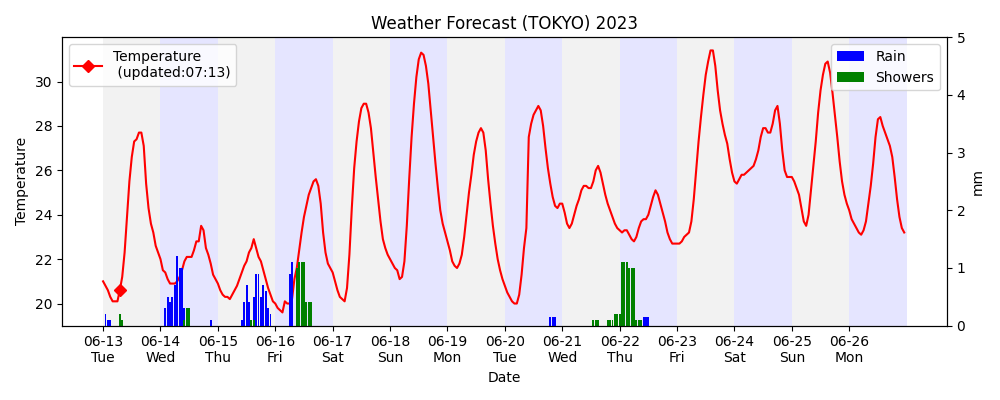 Weather Forecast (TOKYO) 2023
Temperature
(updated:07:13)
Rain
Showers
Temperature
30
28
26
24
22
20
5
4
3
2
1
0
mm
06-13 06-14 06-15 06-16 06-17 06-18 06-19 06-20 06-21 06-22 06-23 06-24 06-25 06-26
Tue Wed Thu Fri Sat Sun Mon Tue Wed Thu Fri Sat Sun Mon
Date